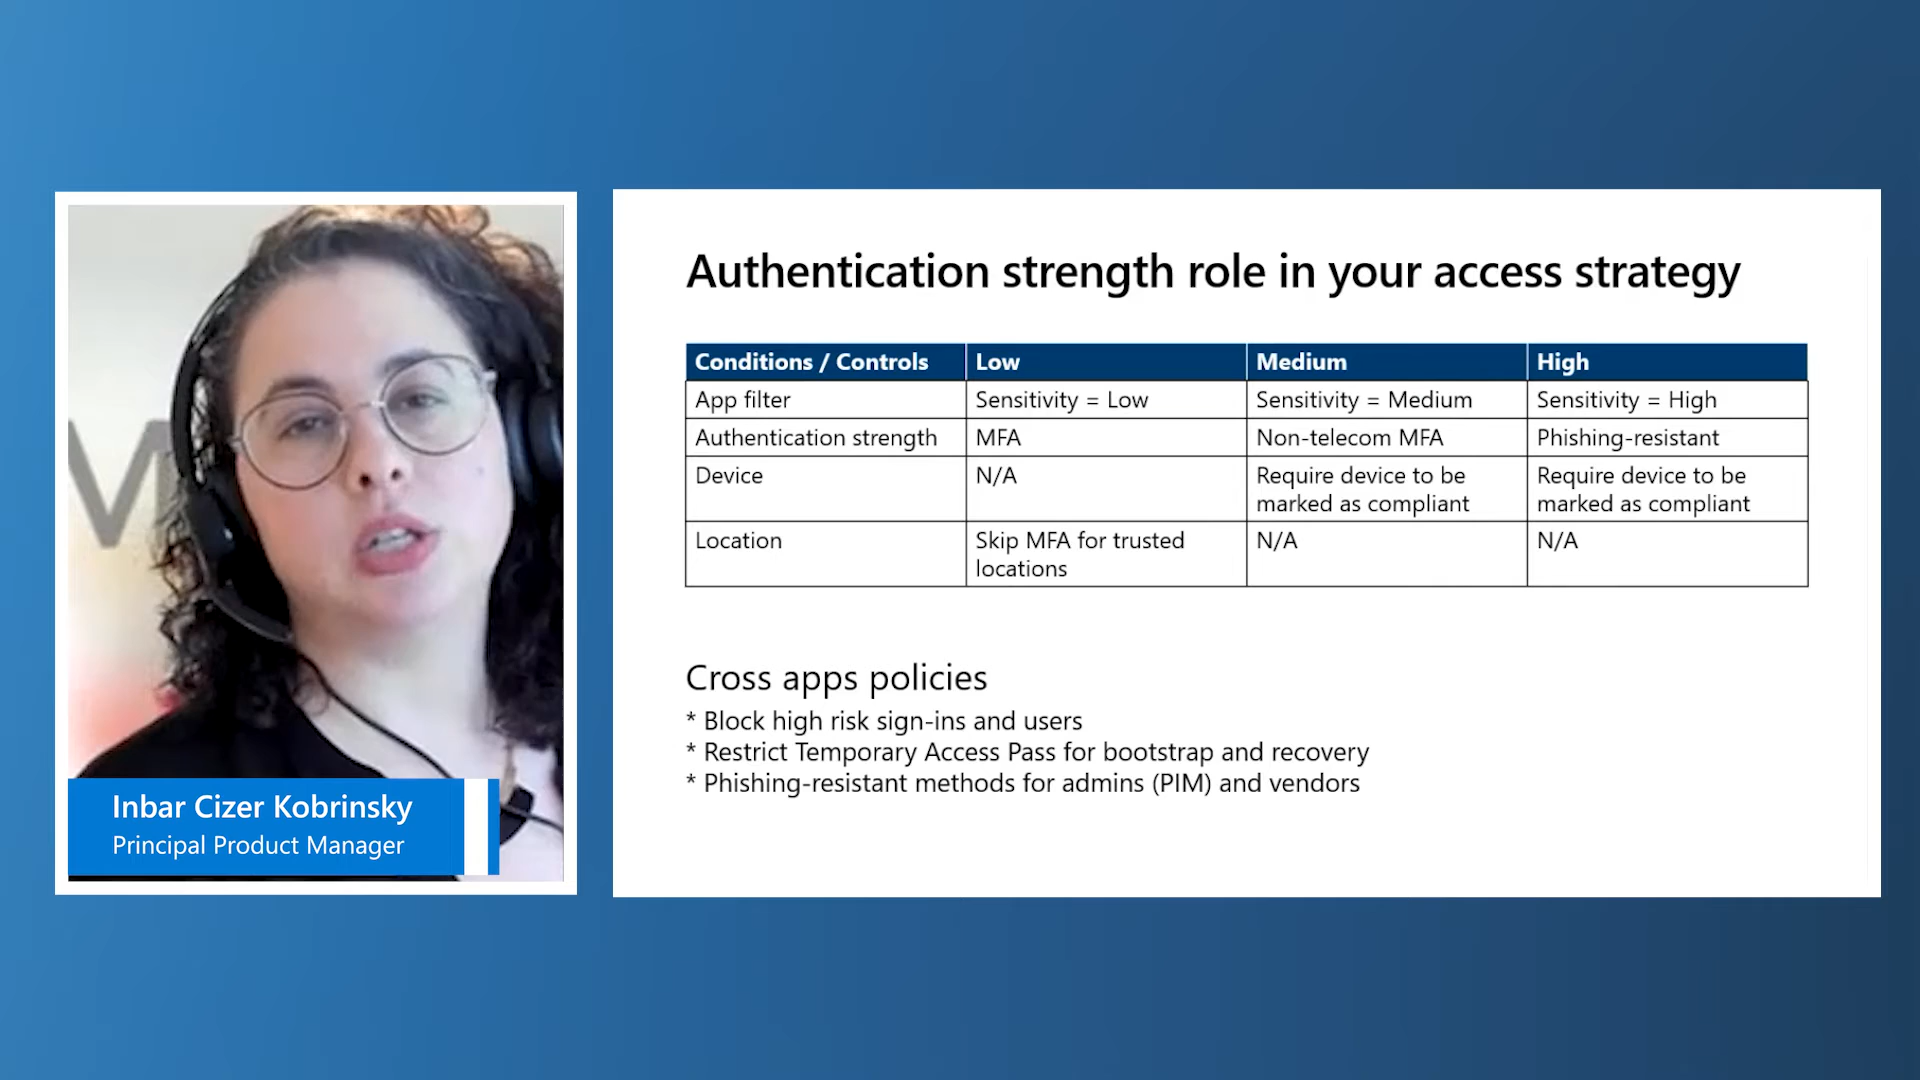 Authentication strength role in your access strategy
Conditions / Controls Low Medium High
App filter Sensitivity = Low Sensitivity = Medium Sensitivity = High
Authentication strength MFA Non-telecom MFA Phishing-resistant
Device N/A Require device to be marked as compliant Require device to be marked as compliant
Location Skip MFA for trusted locations N/A N/A
Cross apps policies
* Block high risk sign-ins and users
* Restrict Temporary Access Pass for bootstrap and recovery
* Phishing-resistant methods for admins (PIM) and vendors
Inbar Cizer Kobrinsky
Principal Product Manager